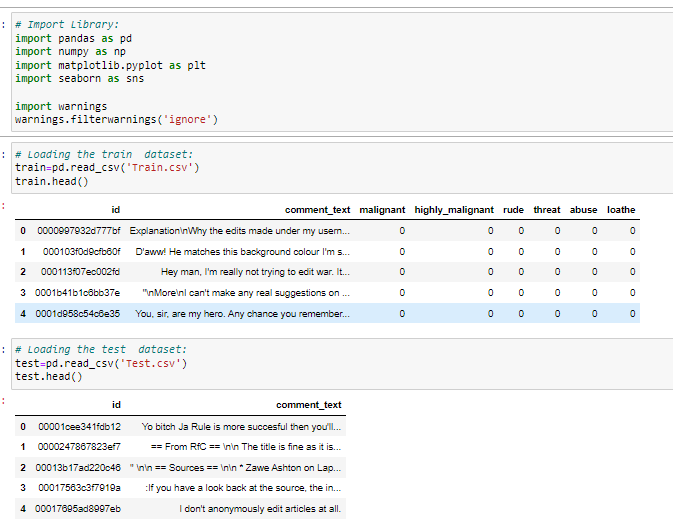 : # Import Library:
import pandas as pd
import numpy as np
import matplotlib.pyplot as plt
import seaborn as sns
import warnings
warnings.filterwarnings('ignore')
: # Loading the train  dataset:
train=pd.read_csv('Train.csv')
train.head()
:
id comment_text malignant highly_malignant rude threat abuse loathe
0 0000997932d777bf Explanation\nWhy the edits made under my usern... 0 0 0 0 0 0
1 000103f0d9cfb60f D'aww! He matches this background colour I'm s... 0 0 0 0 0 0
2 000113f07ec002fd Hey man, I'm really not trying to edit war. It... 0 0 0 0 0 0
3 0001b41b1c6bb37e "\nMore\nI can't make any real suggestions on ... 0 0 0 0 0 0
4 0001d958c54c6e35 You, sir, are my hero. Any chance you remember... 0 0 0 0 0 0
: # Loading the test  dataset:
test=pd.read_csv('Test.csv')
test.head()
:
id comment_text
0 00001cee341fdb12 Yo bitch Ja Rule is more succesful then you'll...
1 0000247867823ef7 == From RfC == \n\n The title is fine as it is...
2 00013b17ad220c46 " \n\n == Sources == \n\n * Zawe Ashton on Lap...
3 00017563c3f7919a :If you have a look back at the source, the in...
4 00017695ad8997eb I don't anonymously edit articles at all.